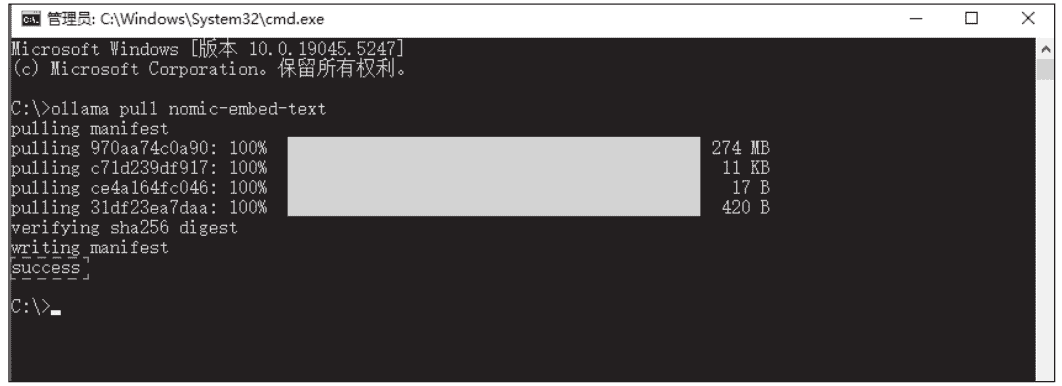 管理员: C:\Windows\System32\cmd.exe
Microsoft Windows [版本 10.0.19045.5247]
(c) Microsoft Corporation。保留所有权利。
C:\>ollama pull nomic-embed-text
pulling manifest
pulling 970aa74c0a90: 100% 274 MB
pulling c71d239df917: 100% 11 KB
pulling ce4a164fc046: 100% 17 B
pulling 31df23ea7daa: 100% 420 B
verifying sha256 digest
writing manifest
success
C:\>